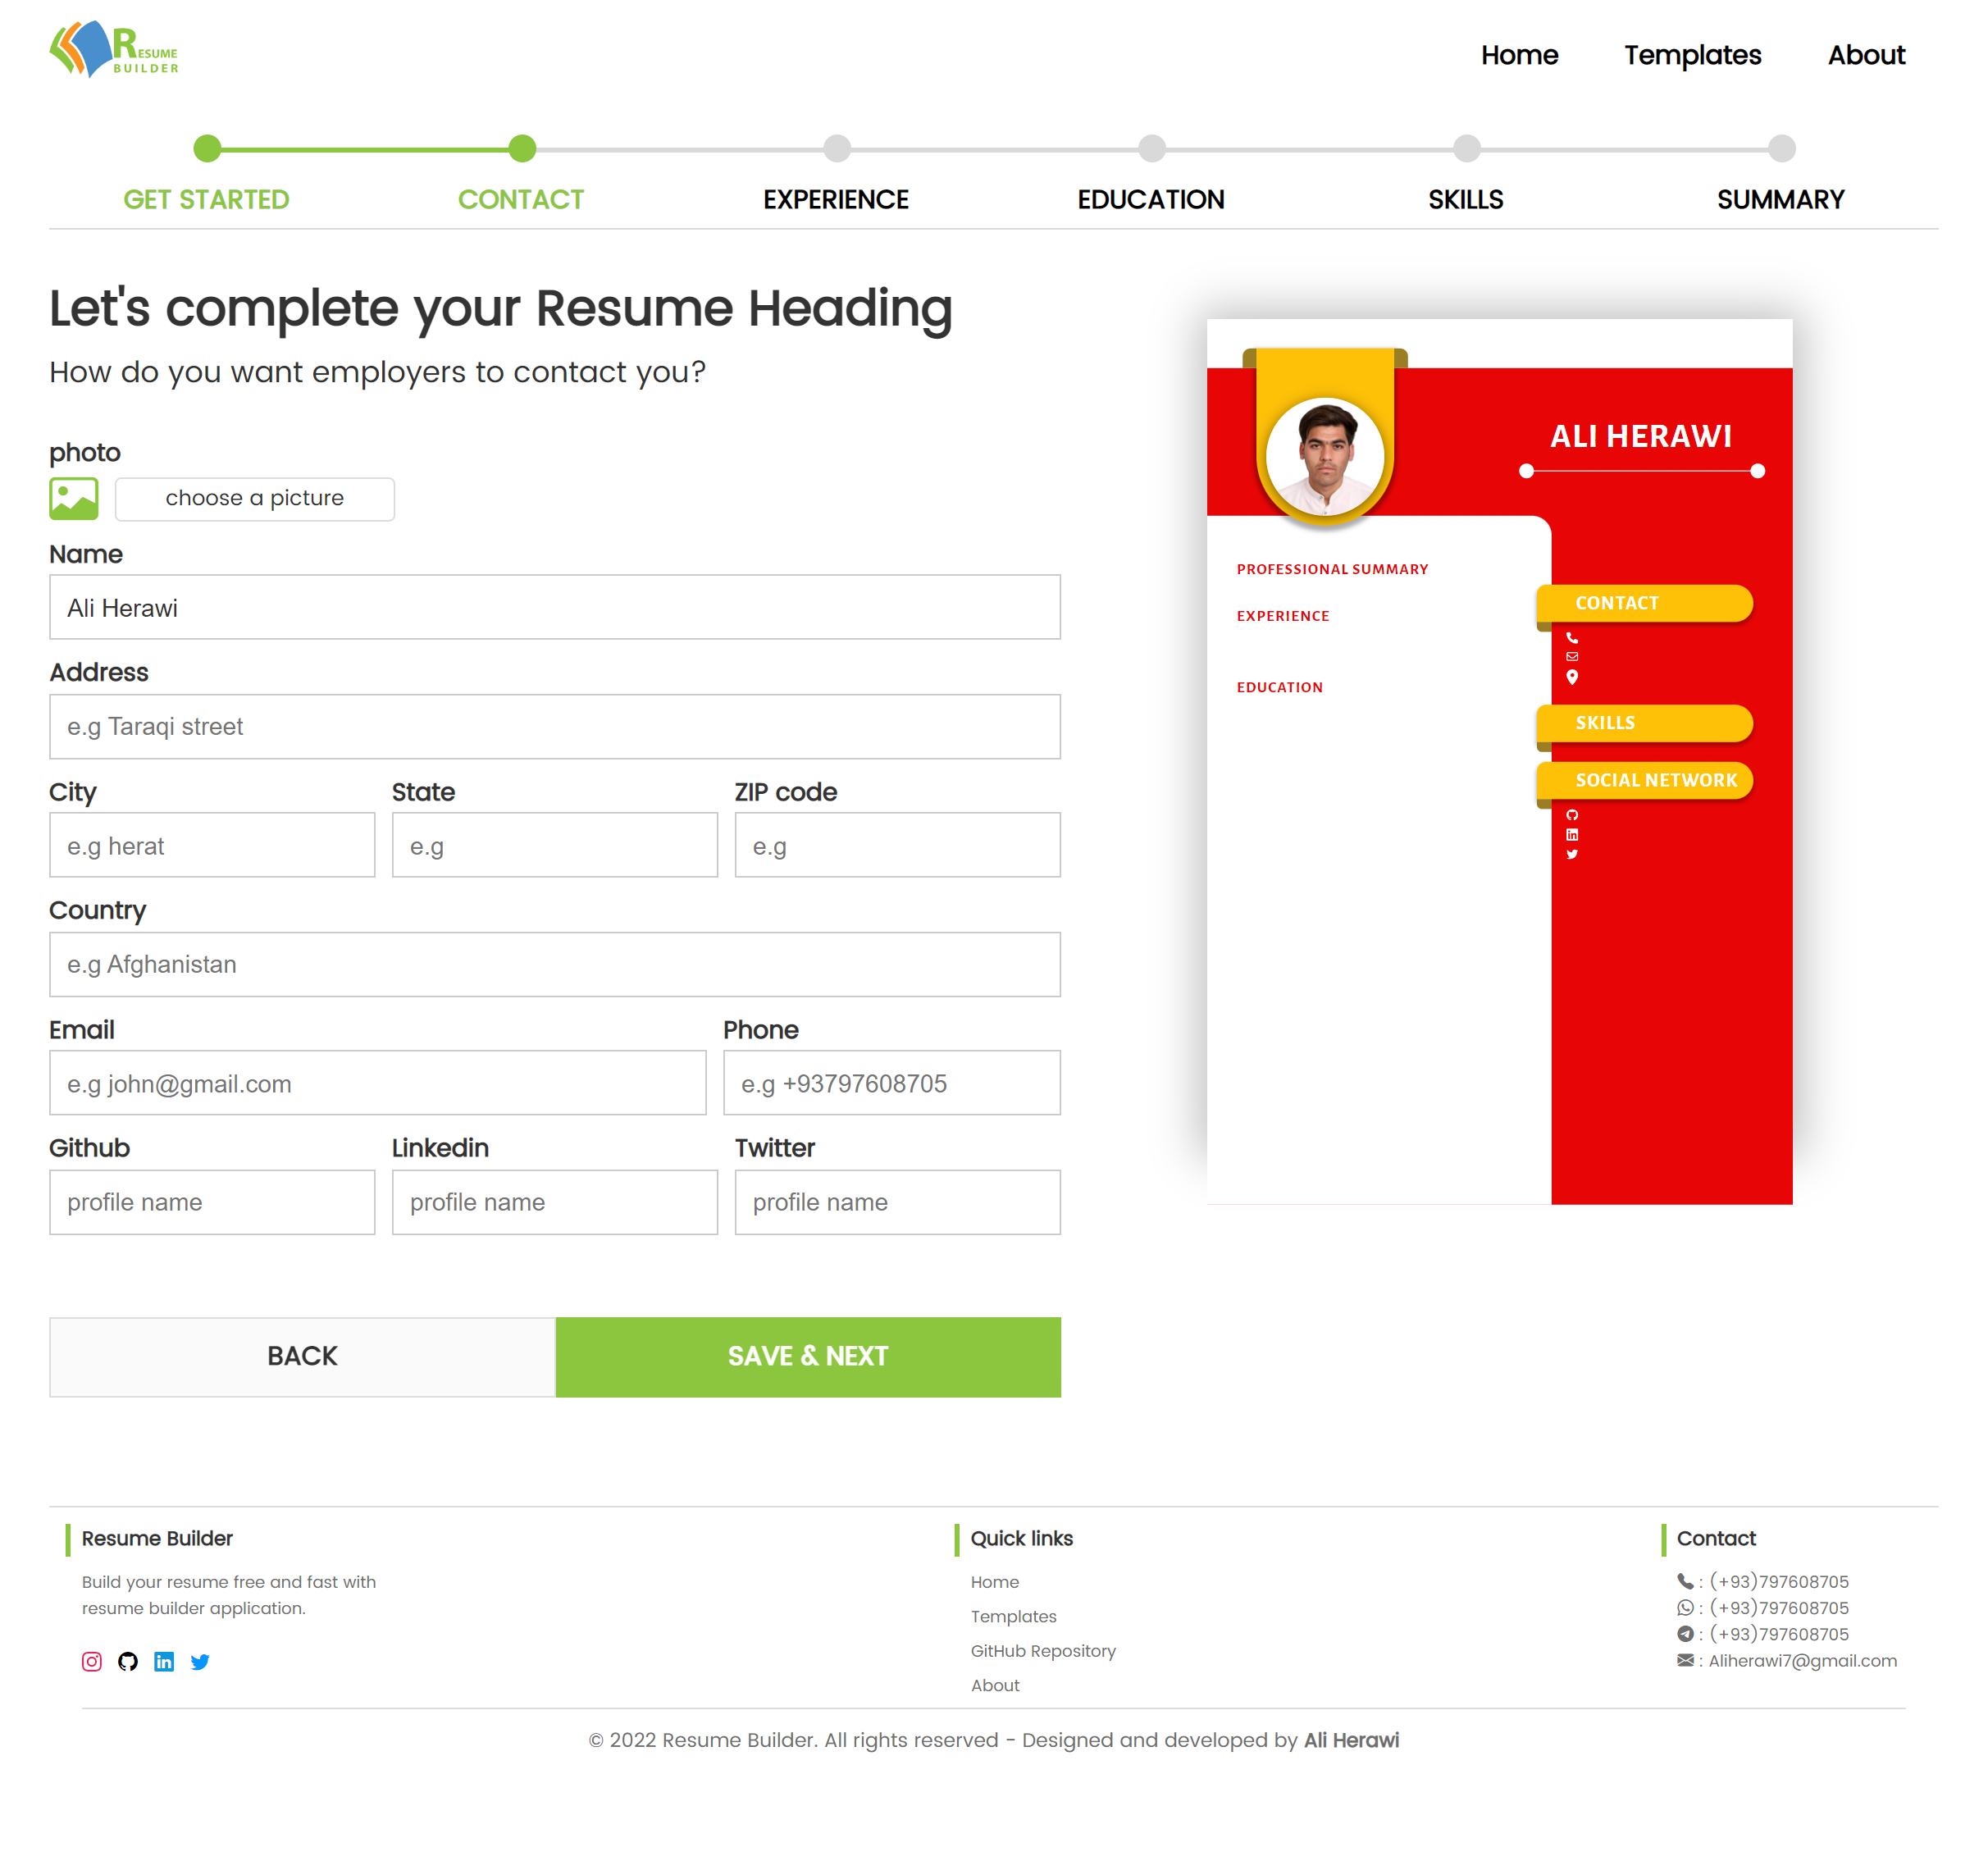 RESUME
BUILDER
Home Templates About
GET STARTED CONTACT EXPERIENCE EDUCATION SKILLS SUMMARY
Let's complete your Resume Heading
How do you want employers to contact you?
photo
choose a picture
Name
Ali Herawi
Address
e.g Taraqi street
City State ZIP code
e.g herat e.g e.g
Country
e.g Afghanistan
Email Phone
e.g john@gmail.com e.g +93797608705
Github Linkedin Twitter
profile name profile name profile name
BACK SAVE & NEXT
ALI HERAWI
PROFESSIONAL SUMMARY
EXPERIENCE
EDUCATION
CONTACT
SKILLS
SOCIAL NETWORK
Resume Builder
Build your resume free and fast with
resume builder application.
Quick links
Home
Templates
GitHub Repository
About
Contact
: (+93)797608705
: (+93)797608705
: (+93)797608705
: Aliherawi7@gmail.com
© 2022 Resume Builder. All rights reserved - Designed and developed by Ali Herawi